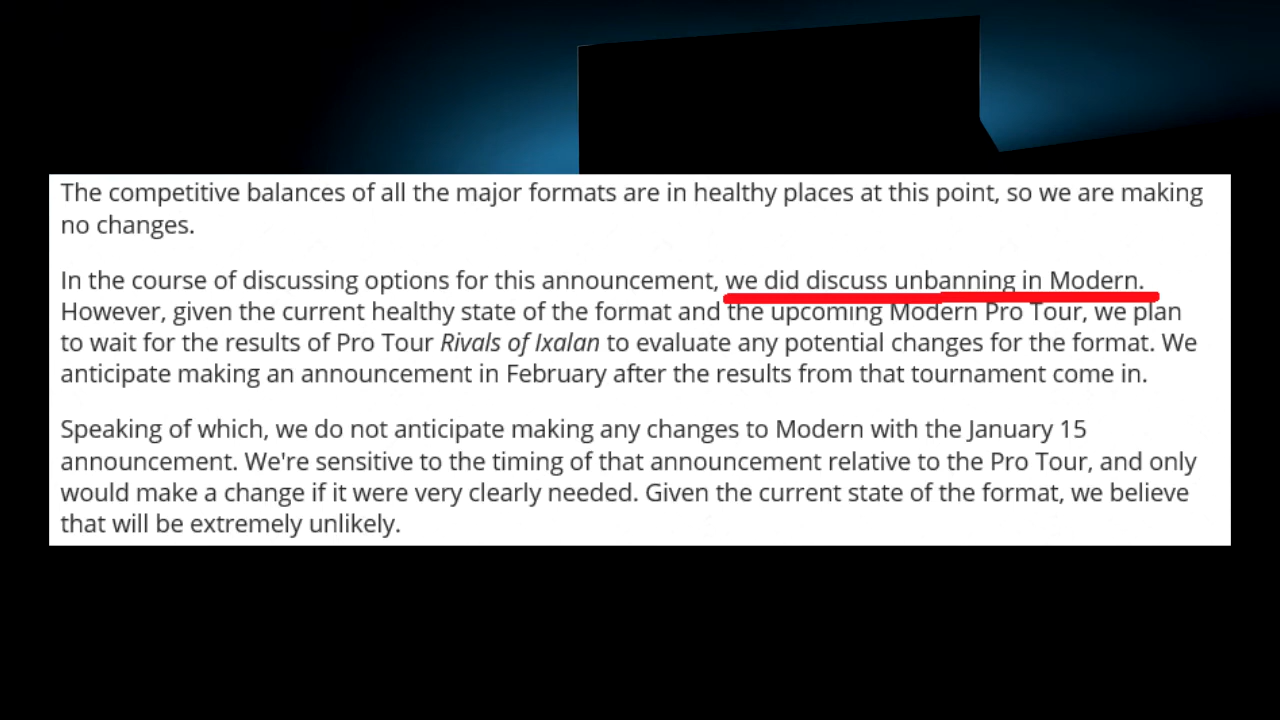 The competitive balances of all the major formats are in healthy places at this point, so we are making
no changes.
In the course of discussing options for this announcement, we did discuss unbanning in Modern.
However, given the current healthy state of the format and the upcoming Modern Pro Tour, we plan
to wait for the results of Pro Tour Rivals of Ixalan to evaluate any potential changes for the format. We
anticipate making an announcement in February after the results from that tournament come in.
Speaking of which, we do not anticipate making any changes to Modern with the January 15
announcement. We're sensitive to the timing of that announcement relative to the Pro Tour, and only
would make a change if it were very clearly needed. Given the current state of the format, we believe
that will be extremely unlikely.